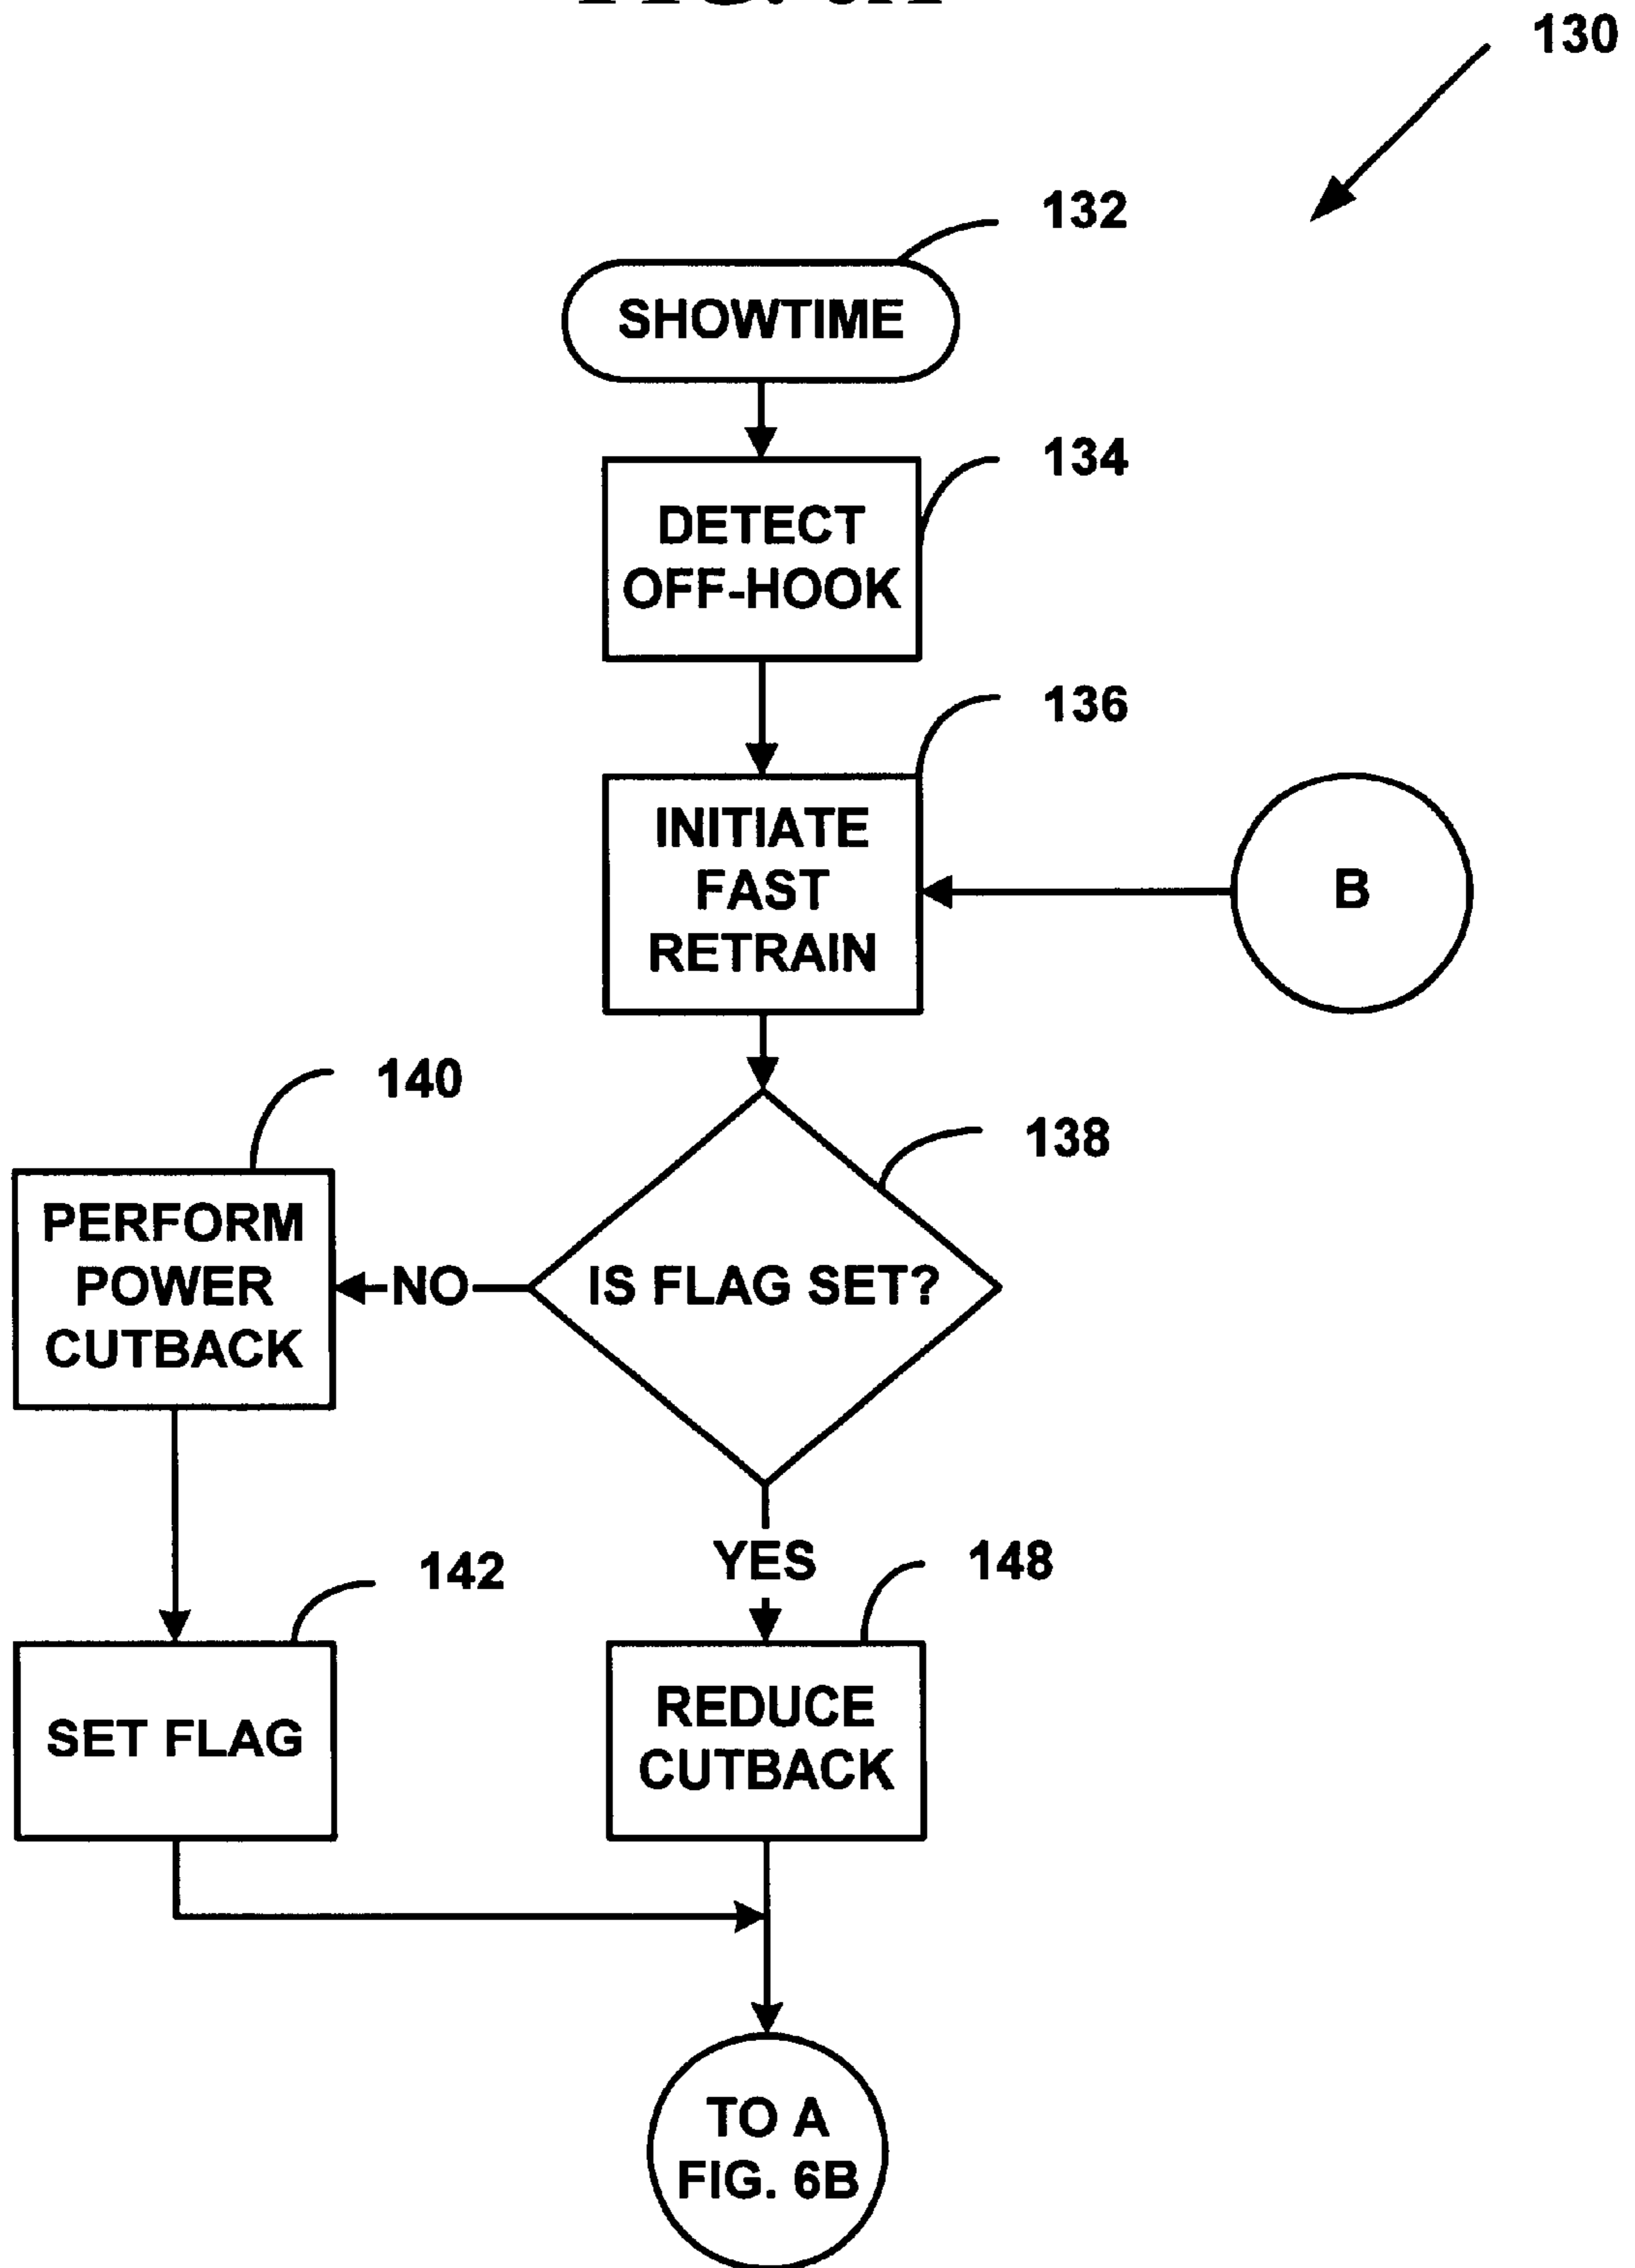 130
132
SHOWTIME
134
DETECT
OFF-HOOK
136
INITIATE
FAST
RETRAIN
B
140
138
PERFORM
POWER
CUTBACK
NO
IS FLAG SET?
YES
148
142
SET FLAG
REDUCE
CUTBACK
TO A
FIG. 6B